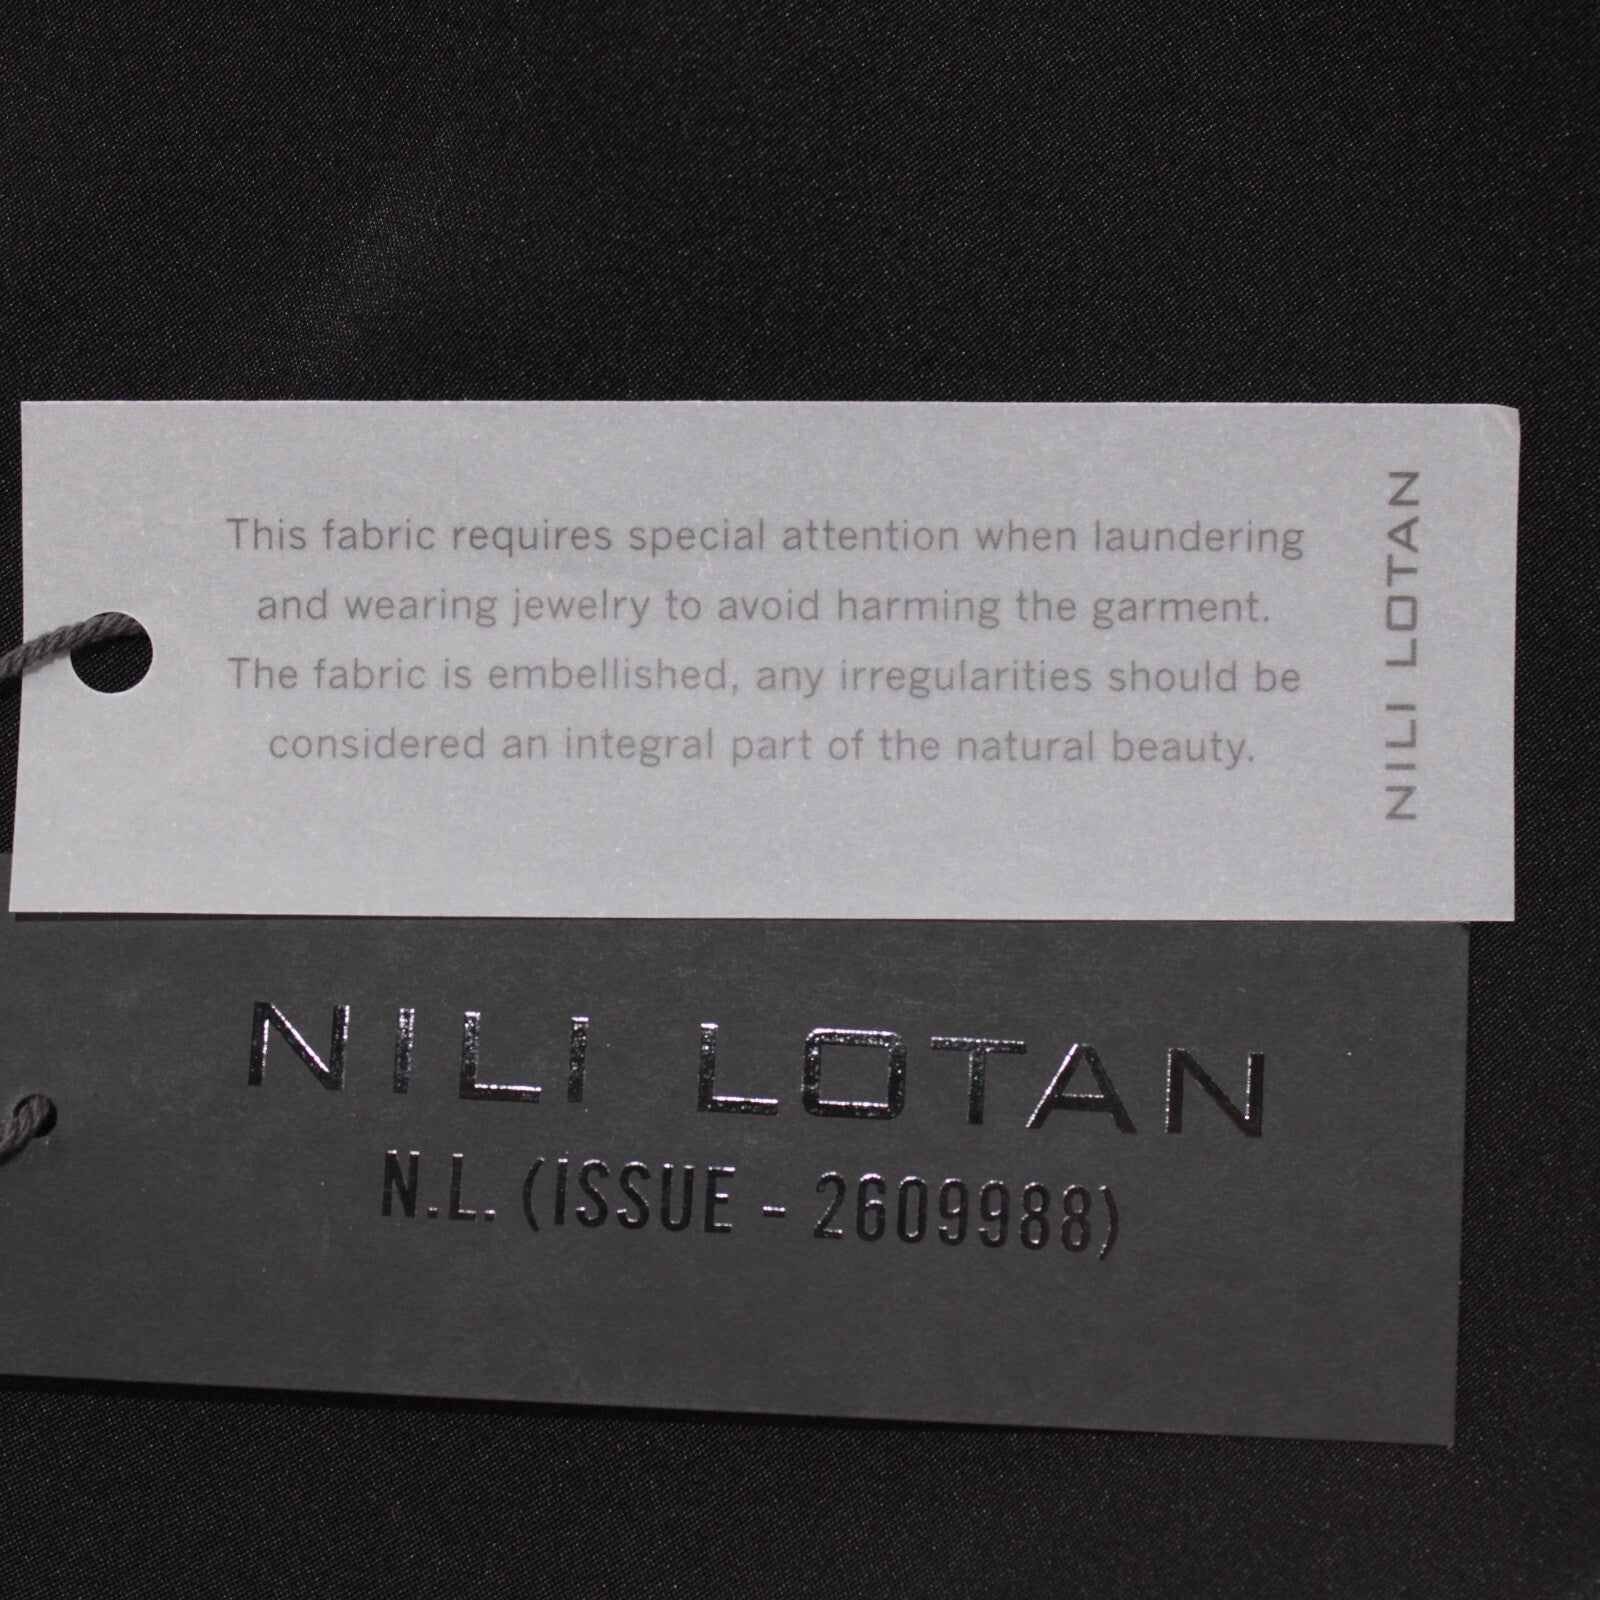 This fabric requires special attention when laundering
and wearing jewelry to avoid harming the garment.
The fabric is embellished, any irregularities should be
considered an integral part of the natural beauty.
NILI LOTAN
NILI LOTAN
N.L. (ISSUE - 2609988)